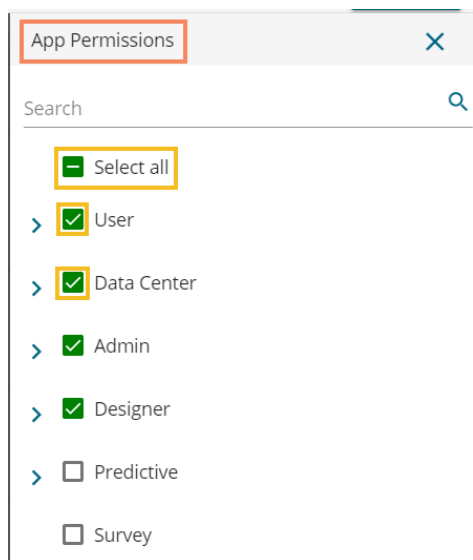 App Permissions
Search
Select all
User
Data Center
Admin
Designer
Predictive
Survey